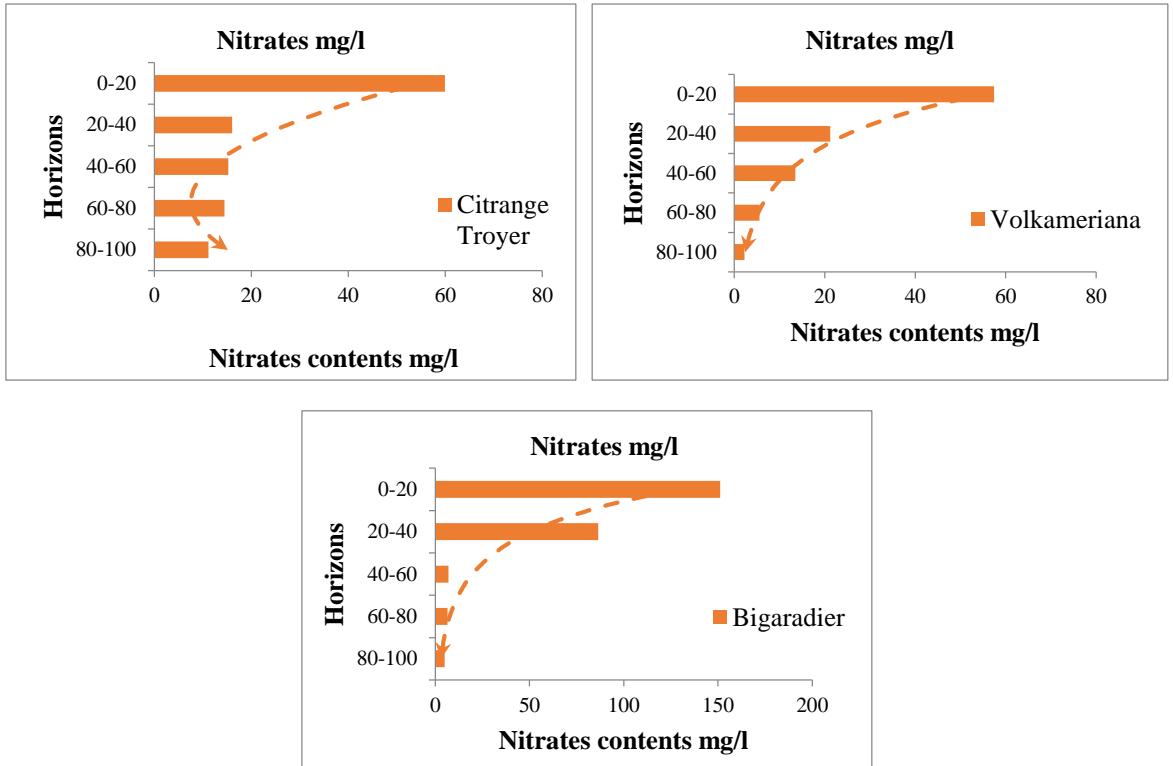 Nitrates mg/l
Horizons
0-20
20-40
40-60
60-80
80-100
0 20 40 60 80
Nitrates contents mg/l
Citrange
Troyer
Nitrates mg/l
Horizons
0-20
20-40
40-60
60-80
80-100
0 20 40 60 80
Nitrates contents mg/l
Volkameriana
Nitrates mg/l
Horizons
0-20
20-40
40-60
60-80
80-100
0 50 100 150 200
Nitrates contents mg/l
Bigaradier